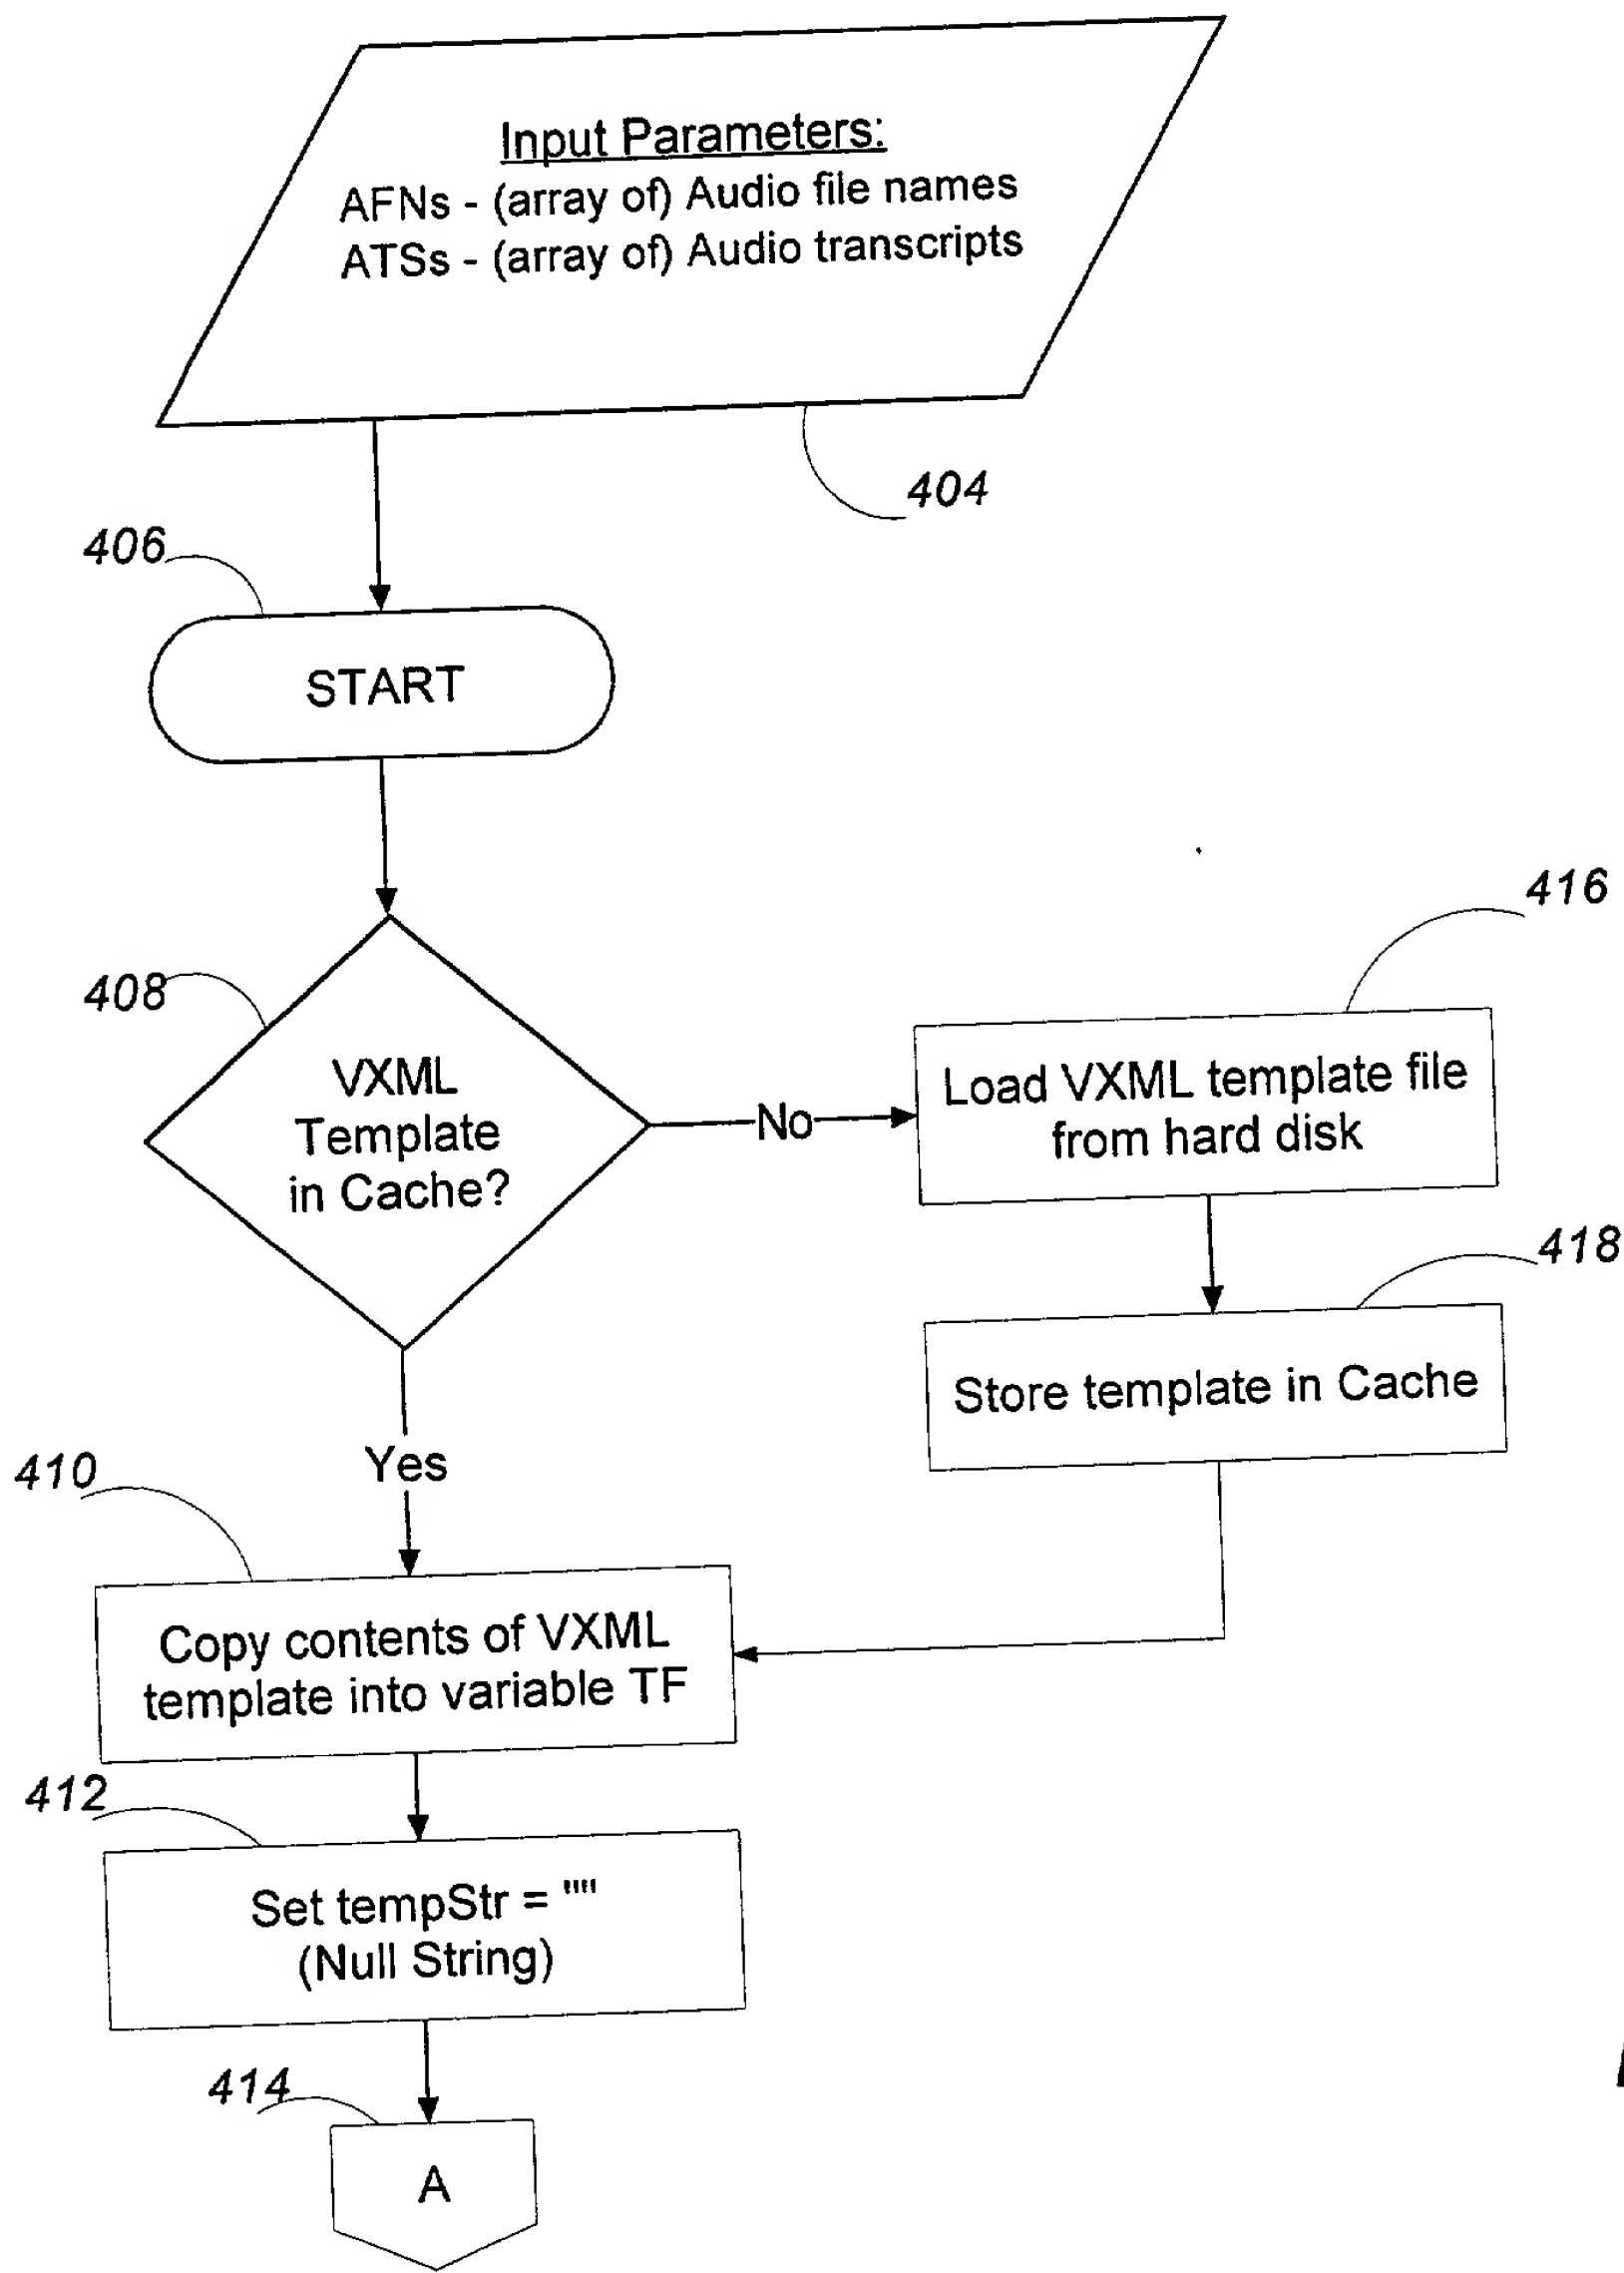 Input Parameters:
AFNs - (array of) Audio file names
ATSs - (array of) Audio transcripts
404
406
START
408
VXML
Template
in Cache?
No
416
Load VXML template file
from hard disk
418
Store template in Cache
Yes
410
Copy contents of VXML
template into variable TF
412
Set tempStr = ""
(Null String)
414
A